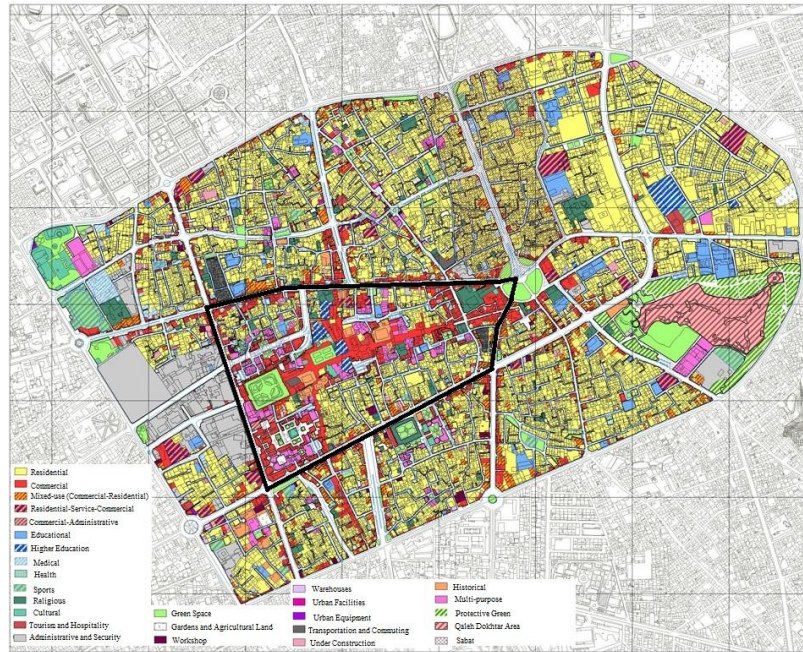 Residential
Commercial
Mixed-use (Commercial-Residential)
Residential-Service-Commercial
Commercial-Administrative
Educational
Higher Education
Medical
Health
Sports
Religious
Cultural
Tourism and Hospitality
Administrative and Security
Green Space
Gardens and Agricultural Land
Workshop
Warehouses
Urban Facilities
Urban Equipment
Transportation and Commuting
Under Construction
Historical
Multi-purpose
Protective Green
Qaleh Dokhtar Area
Sabat